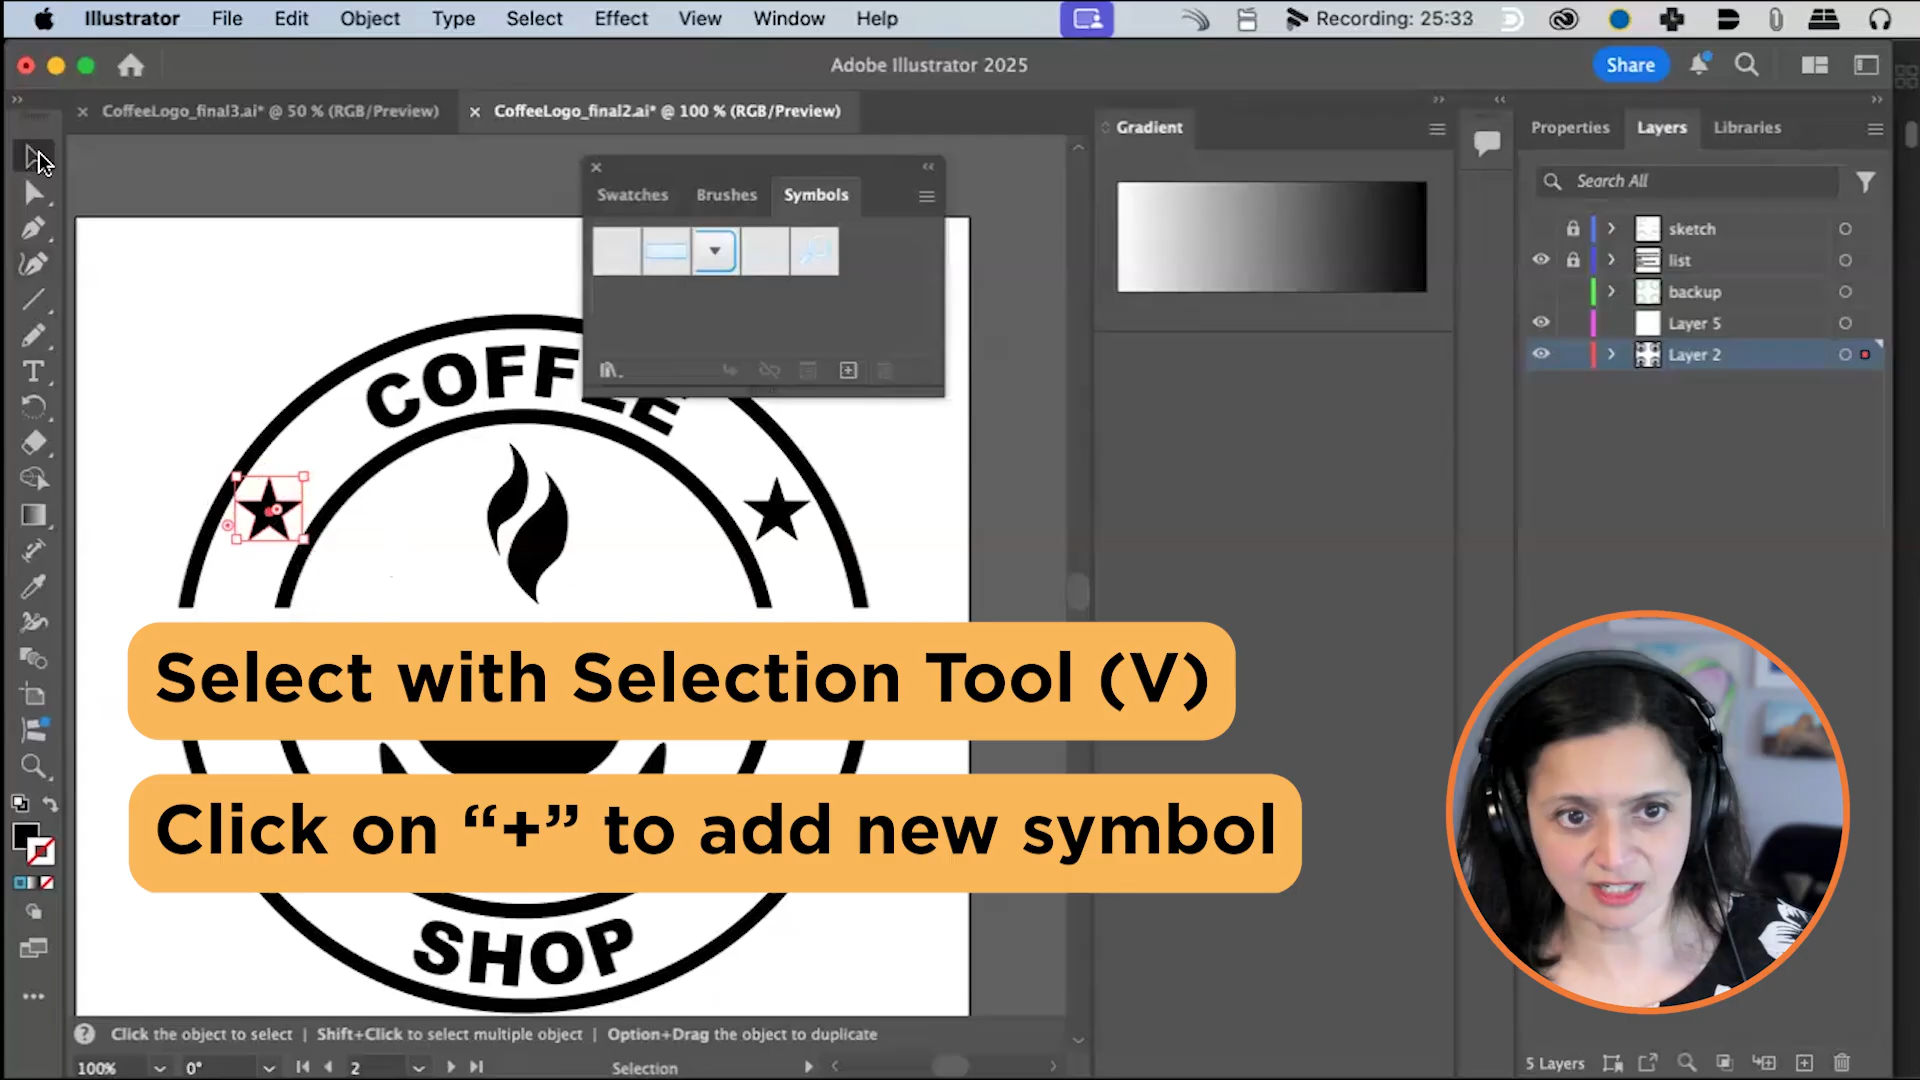 Illustrator File Edit Object Type Select Effect View Window Help
Recording: 25:33
Adobe Illustrator 2025
Share
CoffeeLogo_final3.ai* @ 50 % (RGB/Preview)
CoffeeLogo_final2.ai* @ 100 % (RGB/Preview)
Gradient
Properties Layers Libraries
Swatches Brushes Symbols
Search All
sketch
list
backup
Layer 5
Layer 2
COFFEE
Select with Selection Tool (V)
Click on “+” to add new symbol
SHOP
Click the object to select | Shift+Click to select multiple object | Option+Drag the object to duplicate
100% 0° 2 Selection
5 Layers